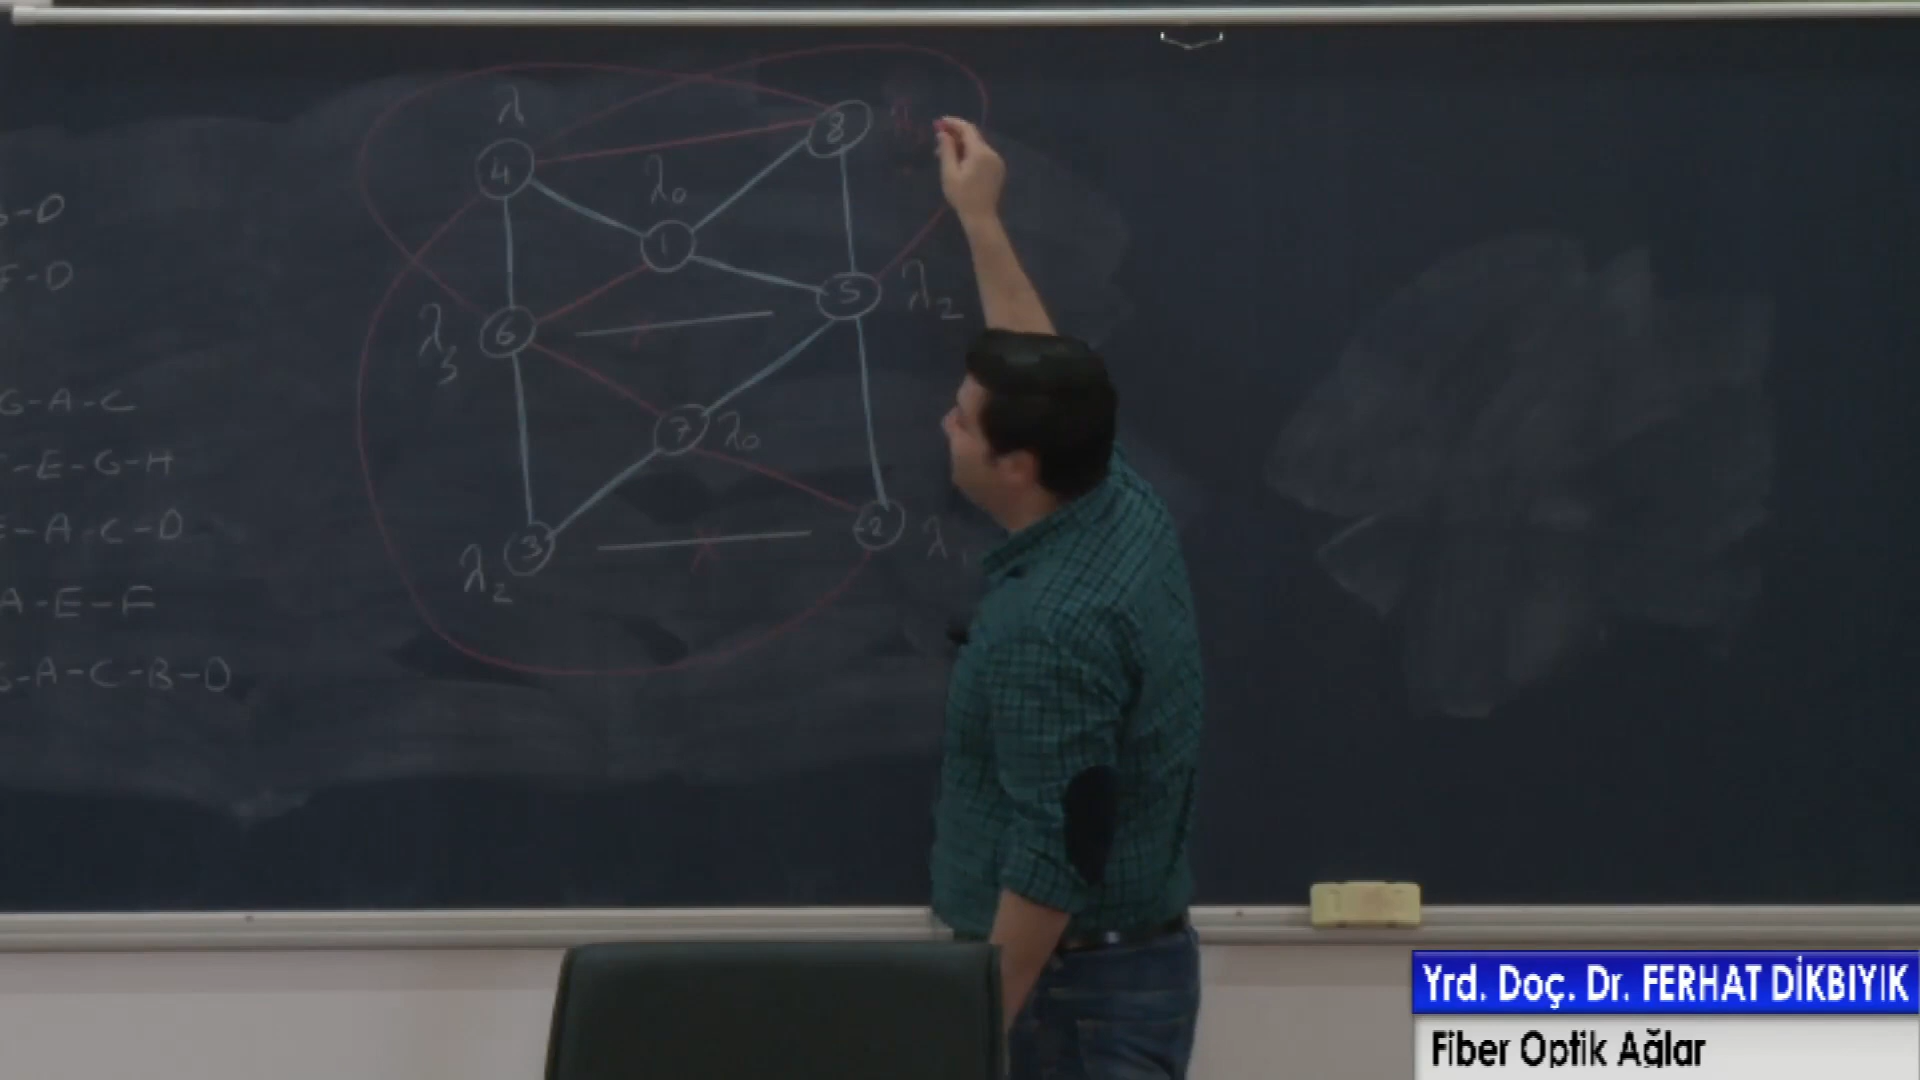 -D
F-D
G-A-C
-E-G-H
E-A-C-D
A-E-F
G-A-C-B-D
λ
4
8
λ₀
1
5
λ₂
λ₃
6
7
λ₀
3
λ₂
2
λ₁
Yrd. Doç. Dr. FERHAT DİKBIYIK
Fiber Optik Ağlar